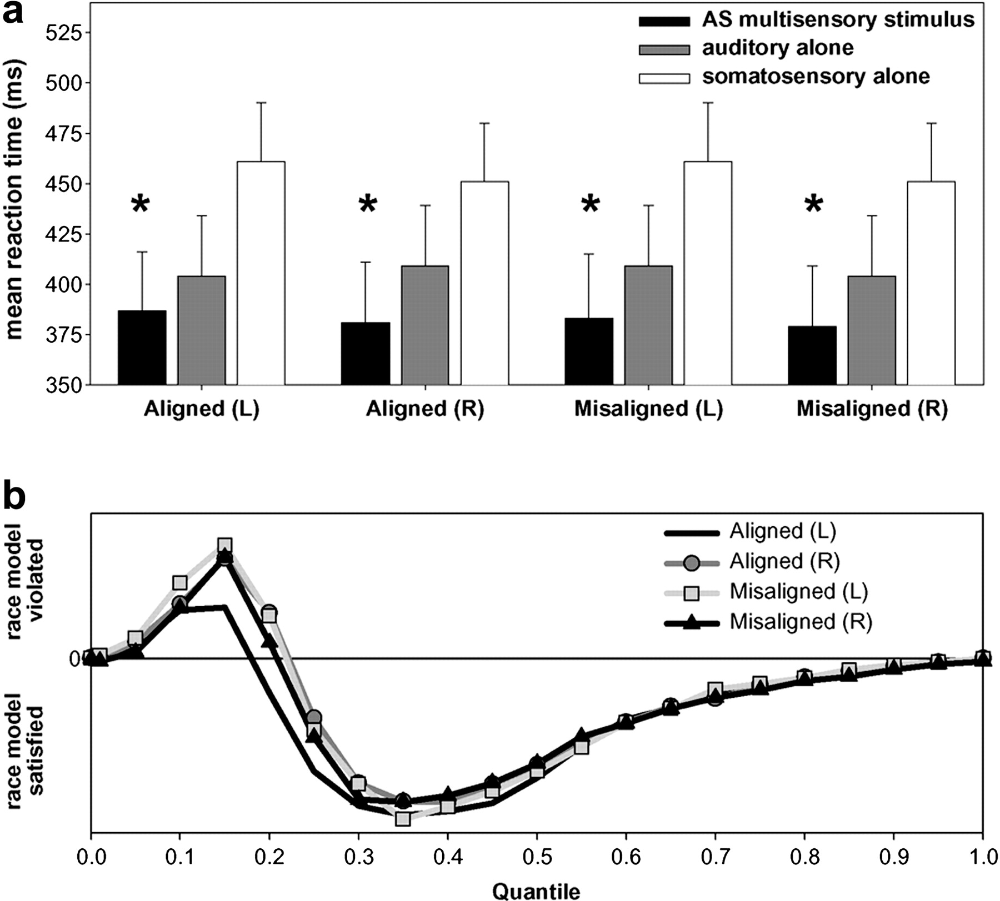 a
mean reaction time (ms)
525
500
475
450
425
400
375
350
AS multisensory stimulus
auditory alone
somatosensory alone
*
*
*
*
Aligned (L)
Aligned (R)
Misaligned (L)
Misaligned (R)
b
race model
violated
race model
satisfied
0
Aligned (L)
Aligned (R)
Misaligned (L)
Misaligned (R)
0.0 0.1 0.2 0.3 0.4 0.5 0.6 0.7 0.8 0.9 1.0
Quantile